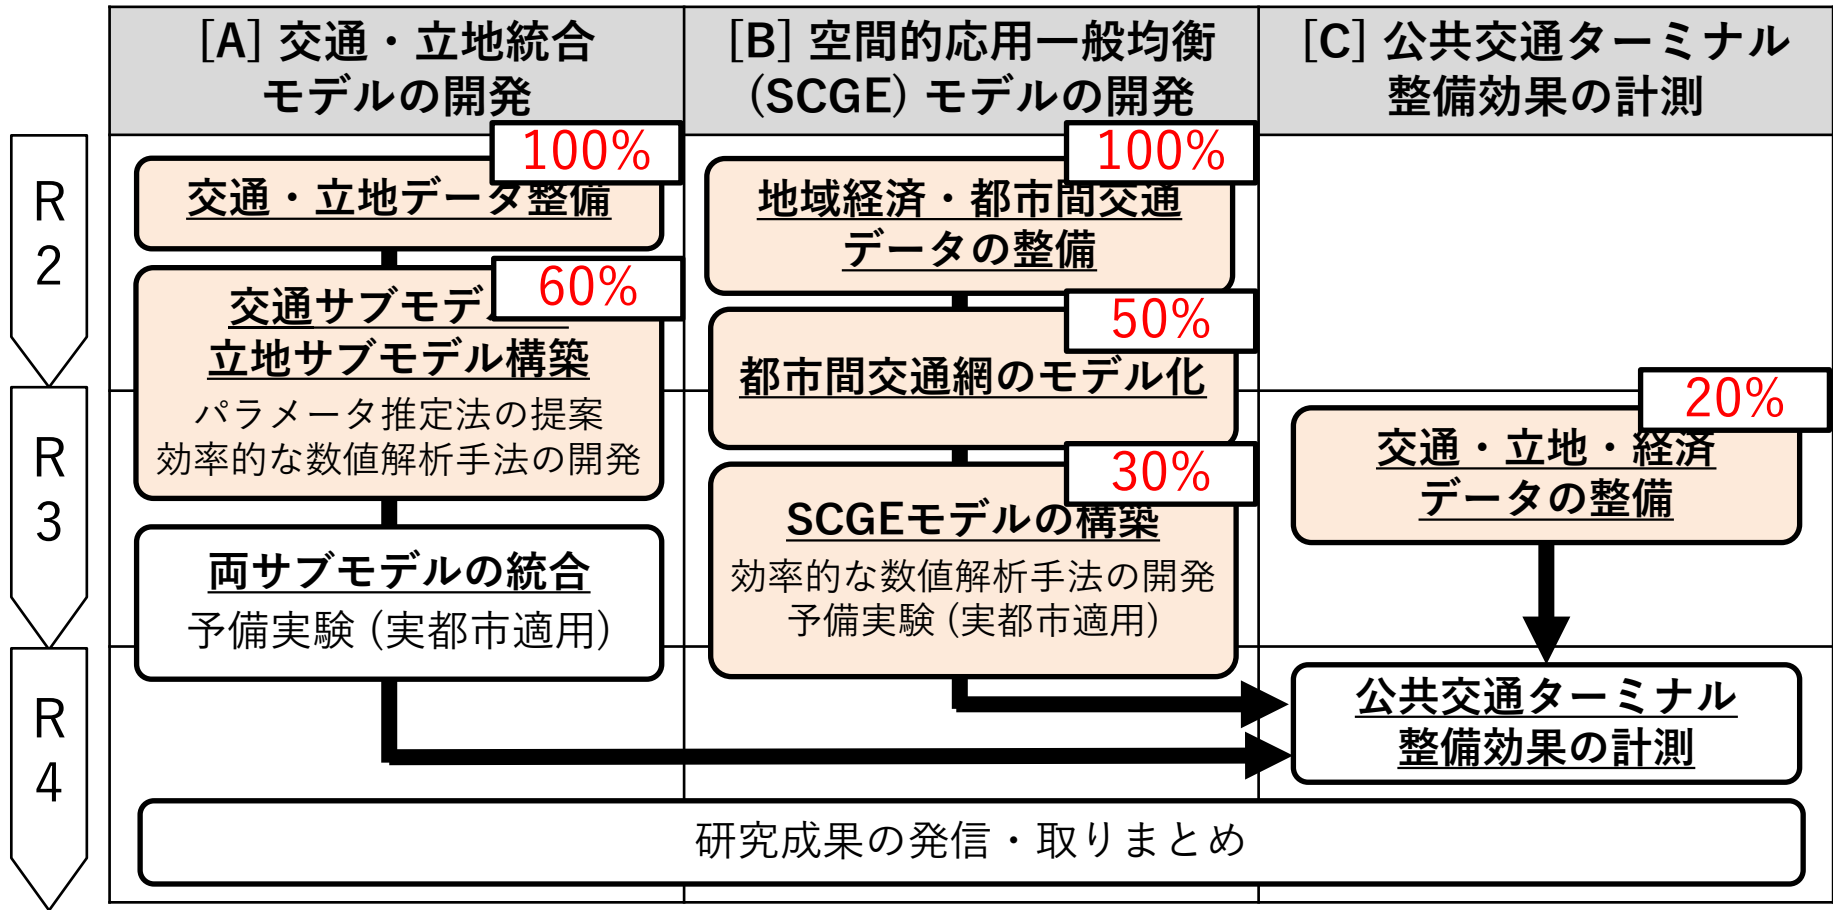 [A] 交通・立地統合
モデルの開発
[B] 空間的応用一般均衡
(SCGE) モデルの開発
[C] 公共交通ターミナル
整備効果の計測
R
2
R
3
R
4
100%
交通・立地データ整備
60%
交通サブモデ
立地サブモデル構築
パラメータ推定法の提案
効率的な数値解析手法の開発
両サブモデルの統合
予備実験 (実都市適用)
100%
地域経済・都市間交通
データの整備
50%
都市間交通網のモデル化
30%
SCGEモデルの構築
効率的な数値解析手法の開発
予備実験 (実都市適用)
20%
交通・立地・経済
データの整備
公共交通ターミナル
整備効果の計測
研究成果の発信・取りまとめ